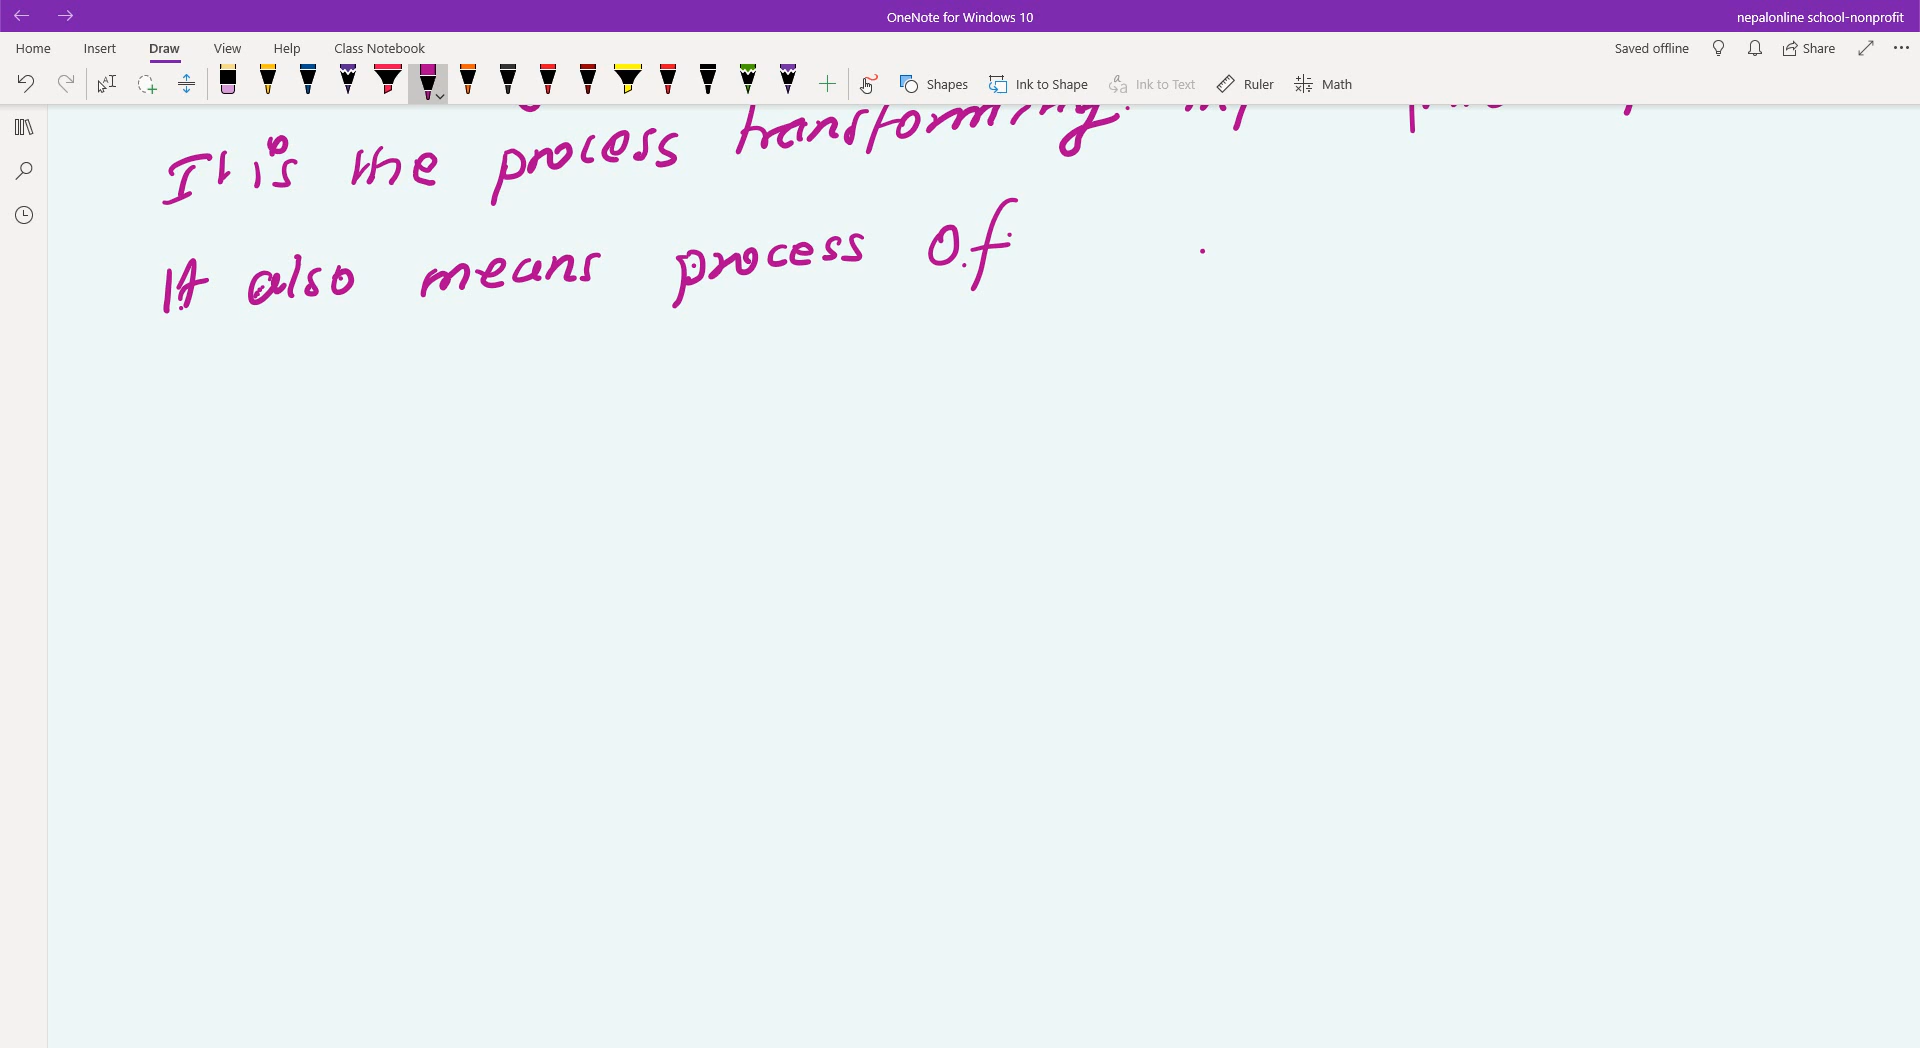 OneNote for Windows 10
nepalonline school-nonprofit
Home Insert Draw View Help Class Notebook
Saved offline Share
Shapes Ink to Shape Ink to Text Ruler Math
It is the process transforming
It also means process of